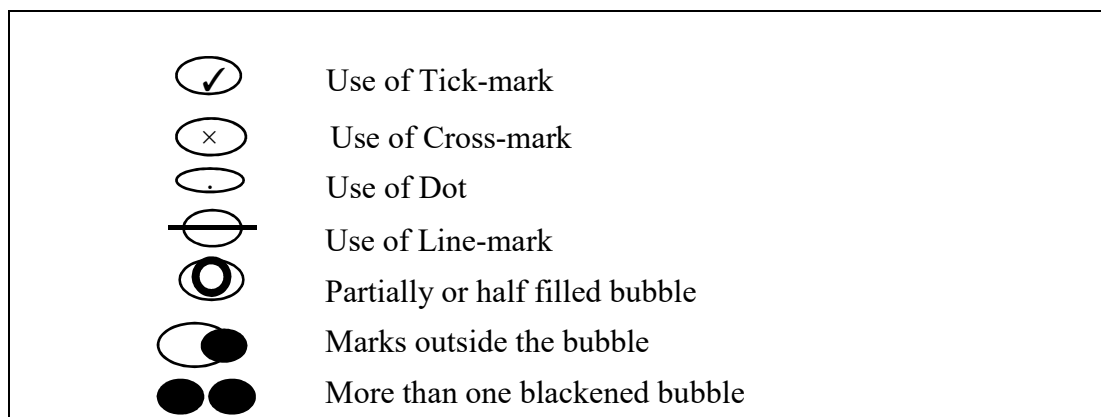 Use of Tick-mark
Use of Cross-mark
Use of Dot
Use of Line-mark
Partially or half filled bubble
Marks outside the bubble
More than one blackened bubble